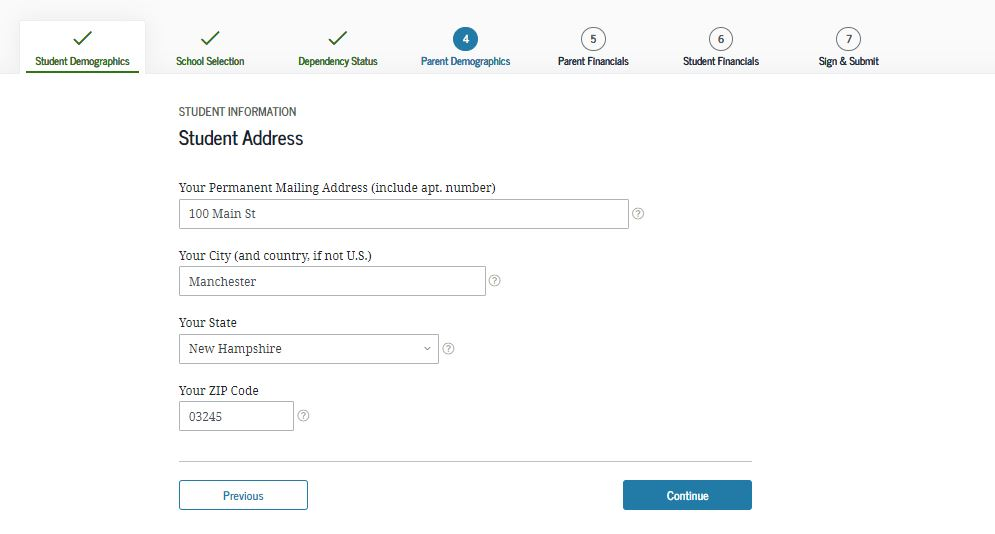 4 5 6 7
Student Demographics School Selection Dependency Status Parent Demographics Parent Financials Student Financials Sign & Submit
STUDENT INFORMATION
Student Address
Your Permanent Mailing Address (include apt. number)
100 Main St ?
Your City (and country, if not U.S.)
Manchester ?
Your State
New Hampshire ?
Your ZIP Code
03245 ?
Previous Continue